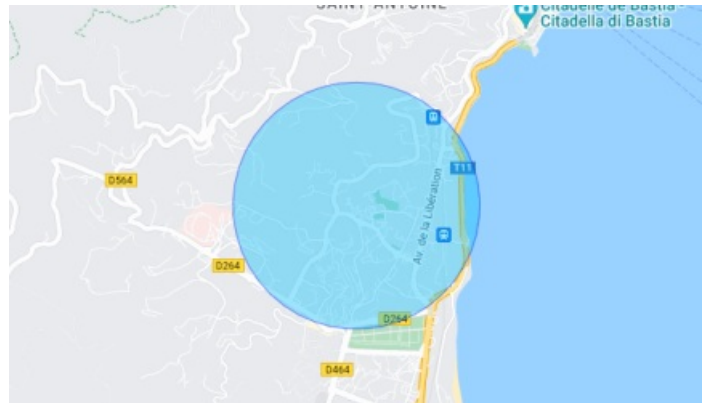 SAINT-ANTOINE
Citadelle de Bastia -
Citadella di Bastia
T11
D564
Av. de la Libération
D264
D264
D464